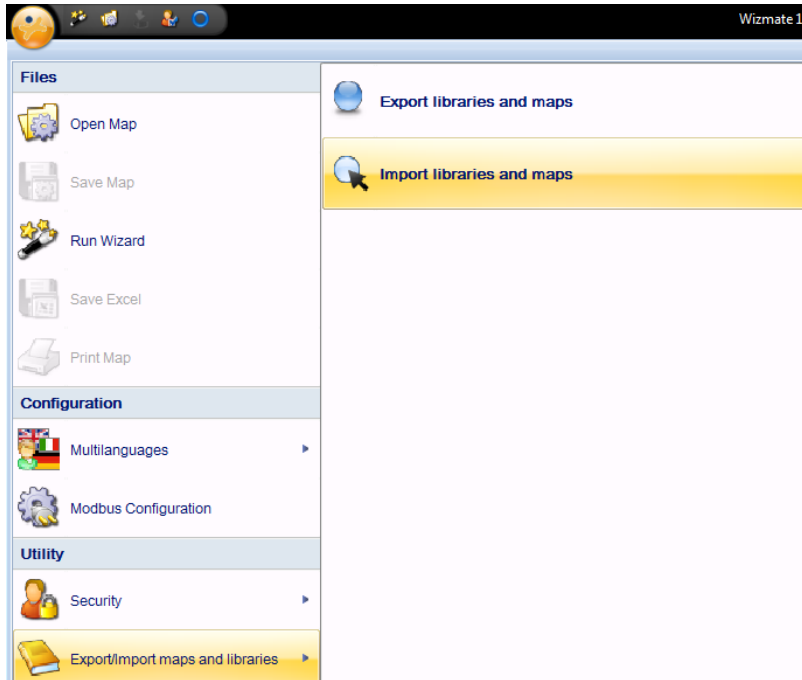 Wizmate 1
Files
Open Map
Save Map
Run Wizard
Save Excel
Print Map
Configuration
Multilanguages
Modbus Configuration
Utility
Security
Export/Import maps and libraries
Export libraries and maps
Import libraries and maps